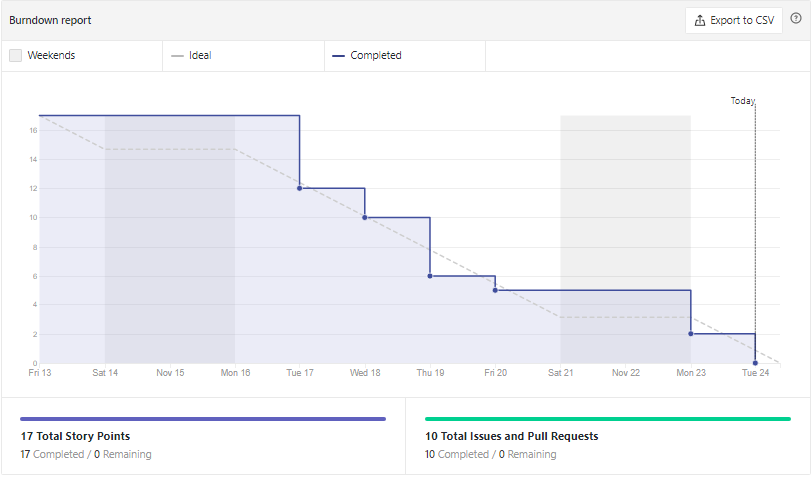 Burndown report
Export to CSV
Weekends
Ideal
Completed
Today
16
14
12
10
8
6
4
2
0
Fri 13
Sat 14
Nov 15
Mon 16
Tue 17
Wed 18
Thu 19
Fri 20
Sat 21
Nov 22
Mon 23
Tue 24
17 Total Story Points
17 Completed / 0 Remaining
10 Total Issues and Pull Requests
10 Completed / 0 Remaining